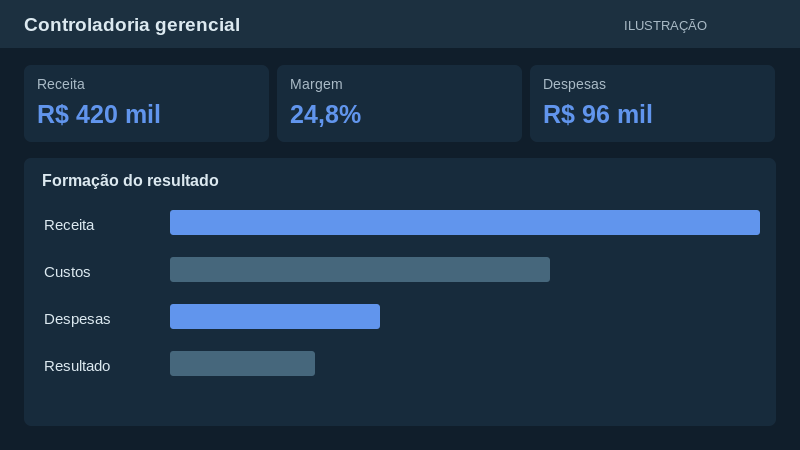 Controladoria gerencial
ILUSTRAÇÃO
Receita
R$ 420 mil
Margem
24,8%
Despesas
R$ 96 mil
Formação do resultado
Receita
Custos
Despesas
Resultado